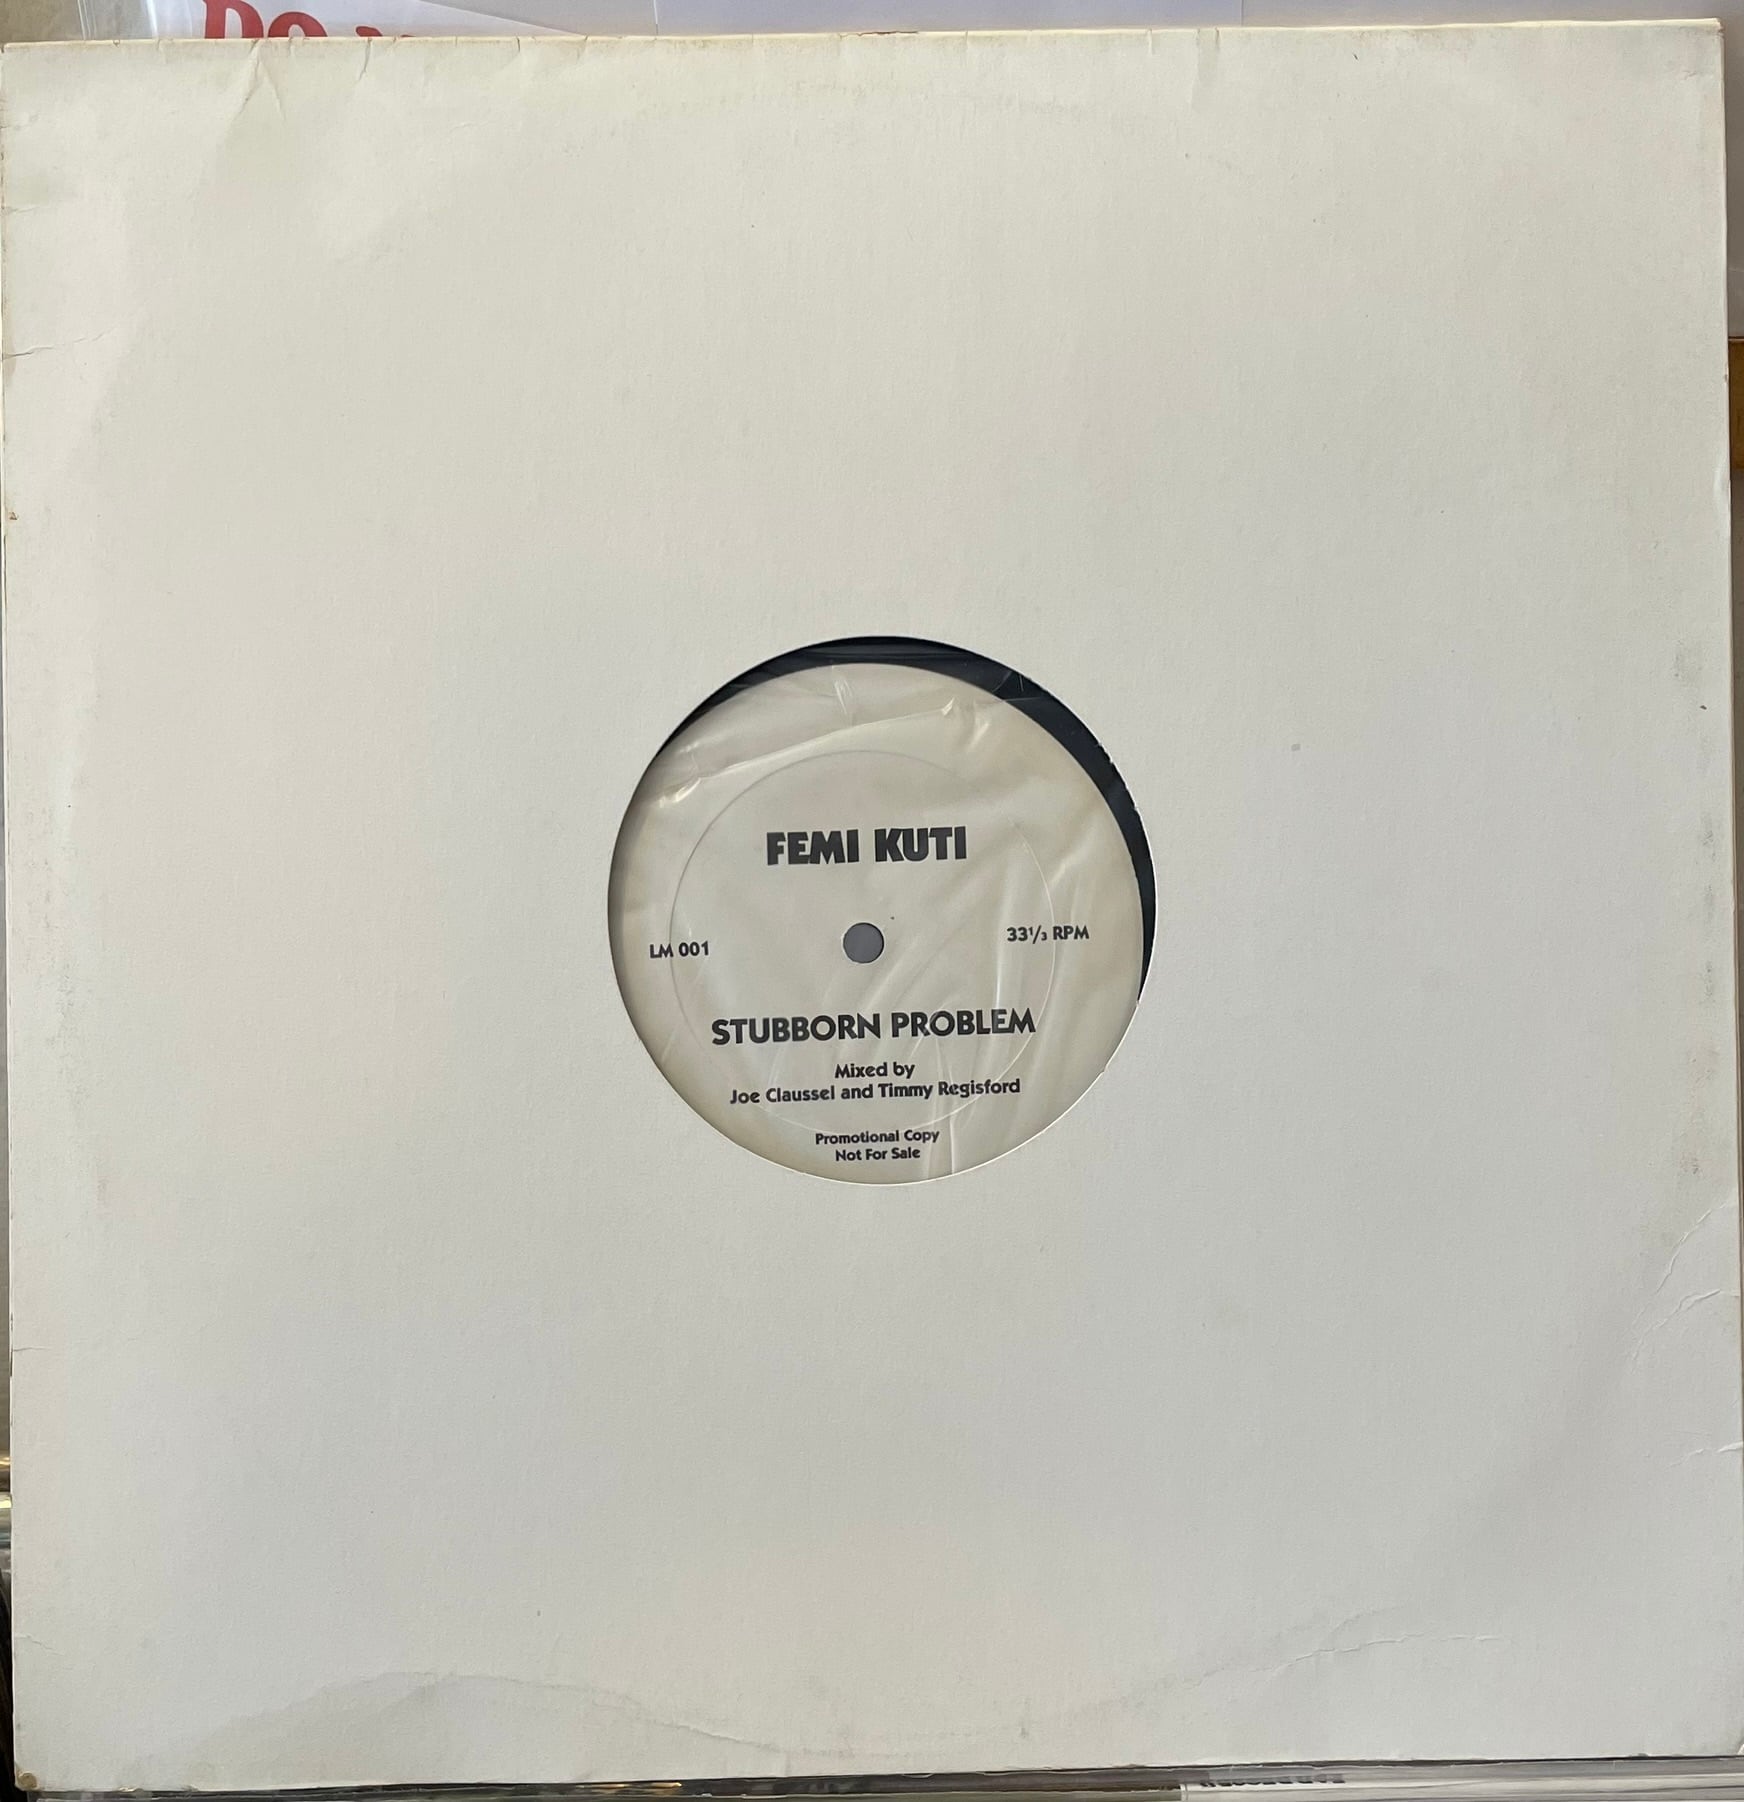 DO
FEMI KUTI
LM 001
33⅓ RPM
STUBBORN PROBLEM
Mixed by
Joe Claussel and Timmy Regisford
Promotional Copy
Not For Sale